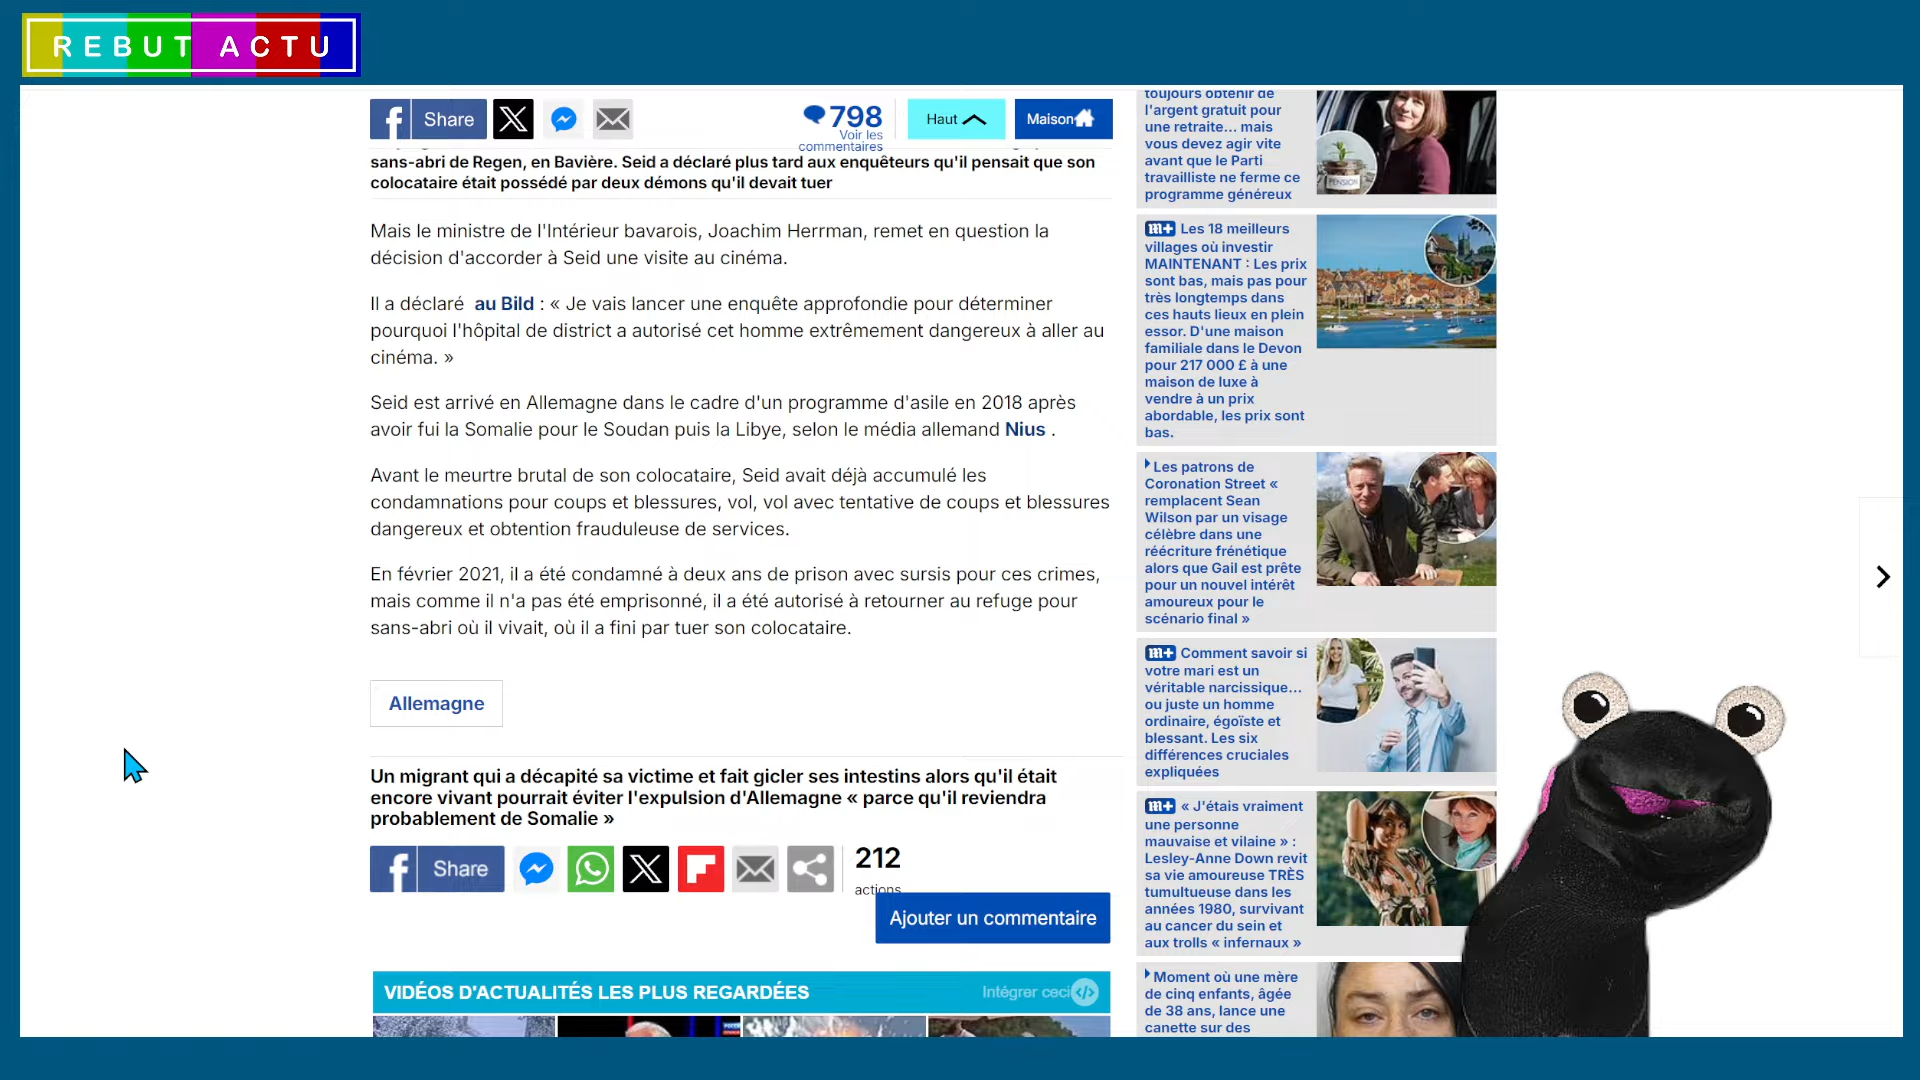 REBUT ACTU
Share
798
Voir les
commentaires
Haut
Maison
sans-abri de Regen, en Bavière. Seid a déclaré plus tard aux enquêteurs qu'il pensait que son
colocataire était possédé par deux démons qu'il devait tuer
Mais le ministre de l'Intérieur bavarois, Joachim Herrman, remet en question la
décision d'accorder à Seid une visite au cinéma.
Il a déclaré au Bild : « Je vais lancer une enquête approfondie pour déterminer
pourquoi l'hôpital de district a autorisé cet homme extrêmement dangereux à aller au
cinéma. »
Seid est arrivé en Allemagne dans le cadre d'un programme d'asile en 2018 après
avoir fui la Somalie pour le Soudan puis la Libye, selon le média allemand Nius .
Avant le meurtre brutal de son colocataire, Seid avait déjà accumulé les
condamnations pour coups et blessures, vol, vol avec tentative de coups et blessures
dangereux et obtention frauduleuse de services.
En février 2021, il a été condamné à deux ans de prison avec sursis pour ces crimes,
mais comme il n'a pas été emprisonné, il a été autorisé à retourner au refuge pour
sans-abri où il vivait, où il a fini par tuer son colocataire.
Allemagne
Un migrant qui a décapité sa victime et fait gicler ses intestins alors qu'il était
encore vivant pourrait éviter l'expulsion d'Allemagne « parce qu'il reviendra
probablement de Somalie »
Share
212
actions
Ajouter un commentaire
VIDÉOS D'ACTUALITÉS LES PLUS REGARDÉES
Intégrer ceci
toujours obtenir de
l'argent gratuit pour
une retraite... mais
vous devez agir vite
avant que le Parti
travailliste ne ferme ce
programme généreux
PENSION
m+ Les 18 meilleurs
villages où investir
MAINTENANT : Les prix
sont bas, mais pas pour
très longtemps dans
ces hauts lieux en plein
essor. D'une maison
familiale dans le Devon
pour 217 000 £ à une
maison de luxe à
vendre à un prix
abordable, les prix sont
bas.
Les patrons de
Coronation Street «
remplacent Sean
Wilson par un visage
célèbre dans une
réécriture frénétique
alors que Gail est prête
pour un nouvel intérêt
amoureux pour le
scénario final »
m+ Comment savoir si
votre mari est un
véritable narcissique...
ou juste un homme
ordinaire, égoïste et
blessant. Les six
différences cruciales
expliquées
m+ « J'étais vraiment
une personne
mauvaise et vilaine » :
Lesley-Anne Down revit
sa vie amoureuse TRÈS
tumultueuse dans les
années 1980, survivant
au cancer du sein et
aux trolls « infernaux »
Moment où une mère
de cinq enfants, âgée
de 38 ans, lance une
canette sur des